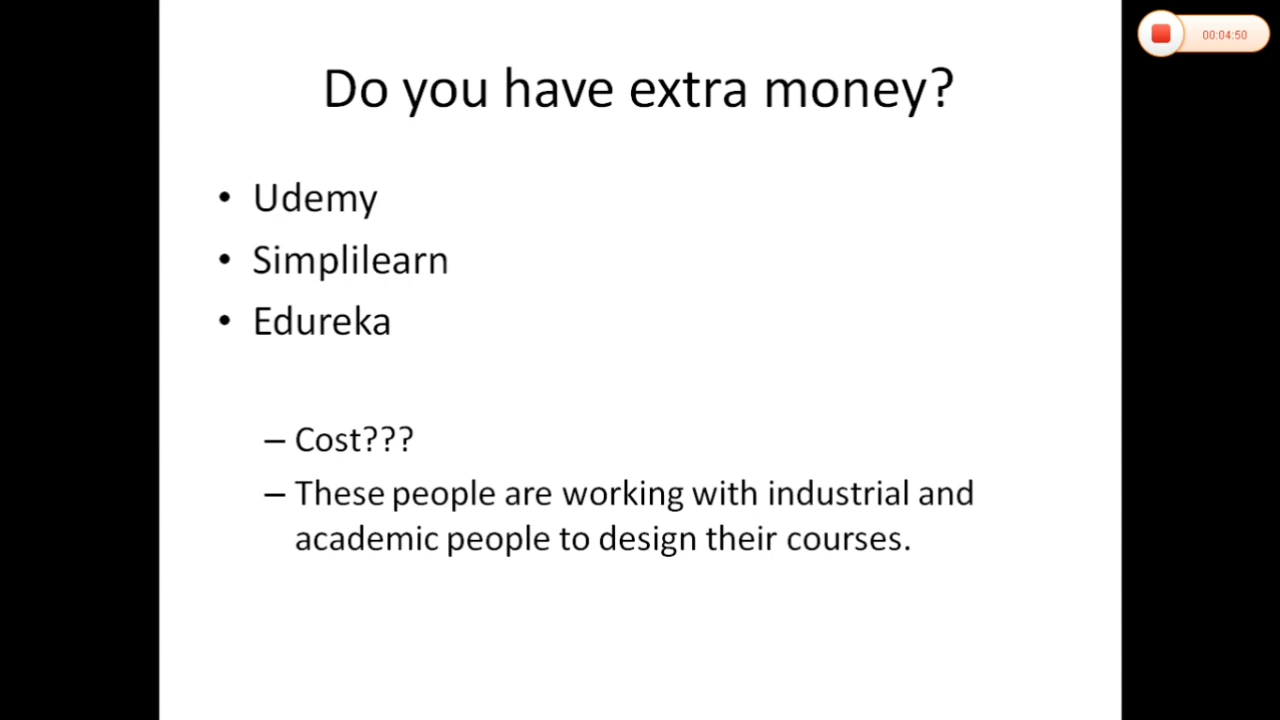 00:04:50
Do you have extra money?
• Udemy
• Simplilearn
• Edureka
– Cost???
– These people are working with industrial and
academic people to design their courses.